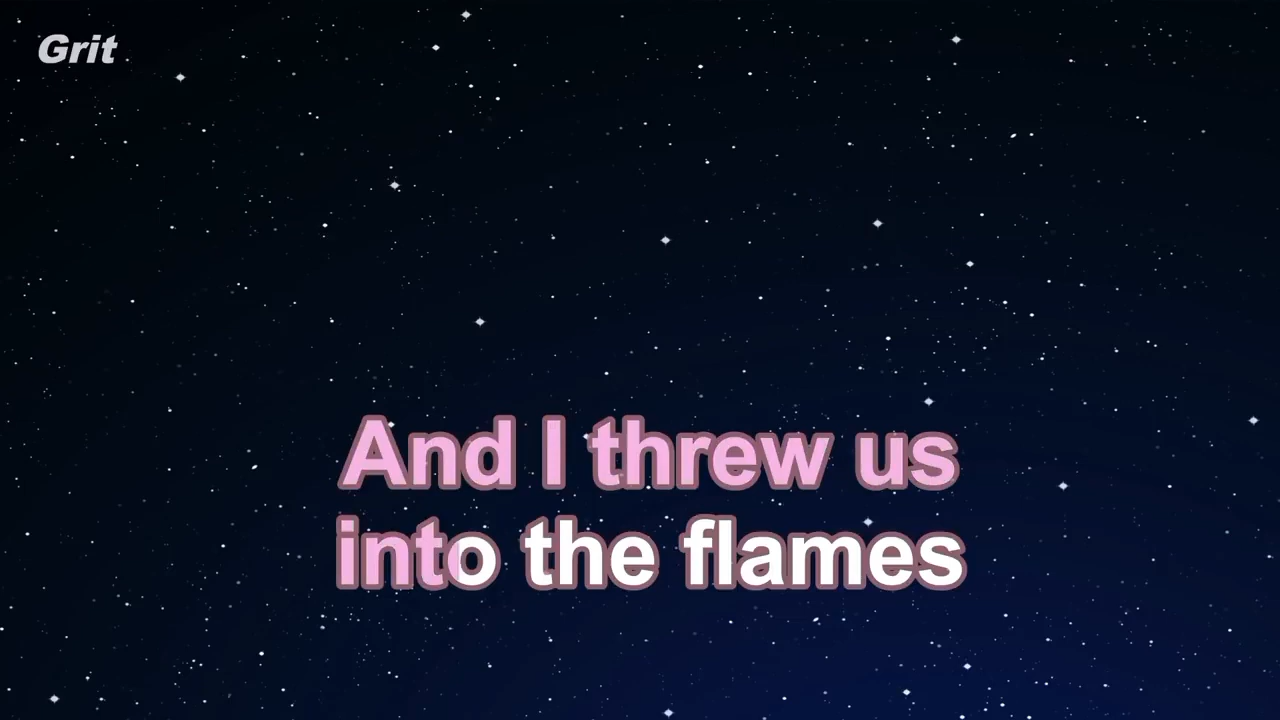 Grit
And I threw us
into the flames